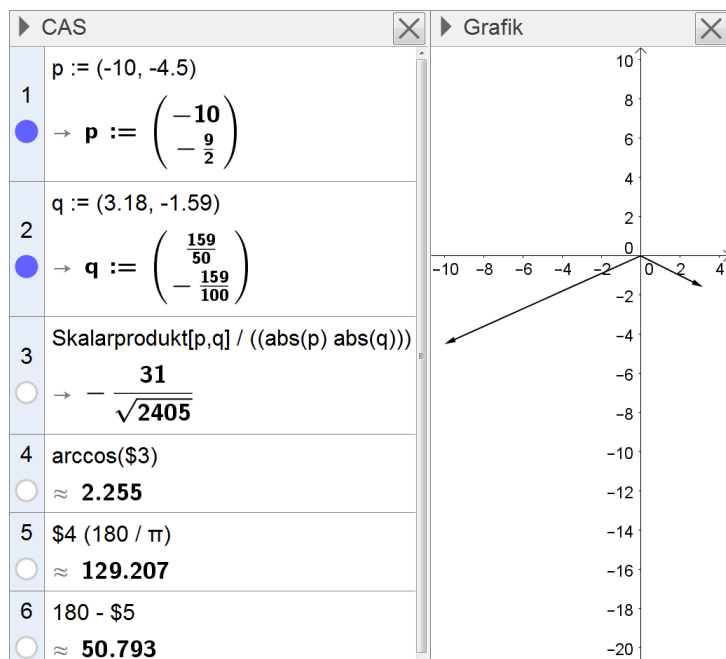 CAS
1
p := (-10, -4.5)
→ p := (−10
− 9/2)
2
q := (3.18, -1.59)
→ q := (159/50
− 159/100)
3
Skalarprodukt[p,q] / ((abs(p) abs(q)))
→ − 31/√2405
4
arccos($3)
≈ 2.255
5
$4 (180 / π)
≈ 129.207
6
180 - $5
≈ 50.793
Grafik
10
8
6
4
2
0
−10 −8 −6 −4 −2 0 2 4
−2
−4
−6
−8
−10
−12
−14
−16
−18
−20